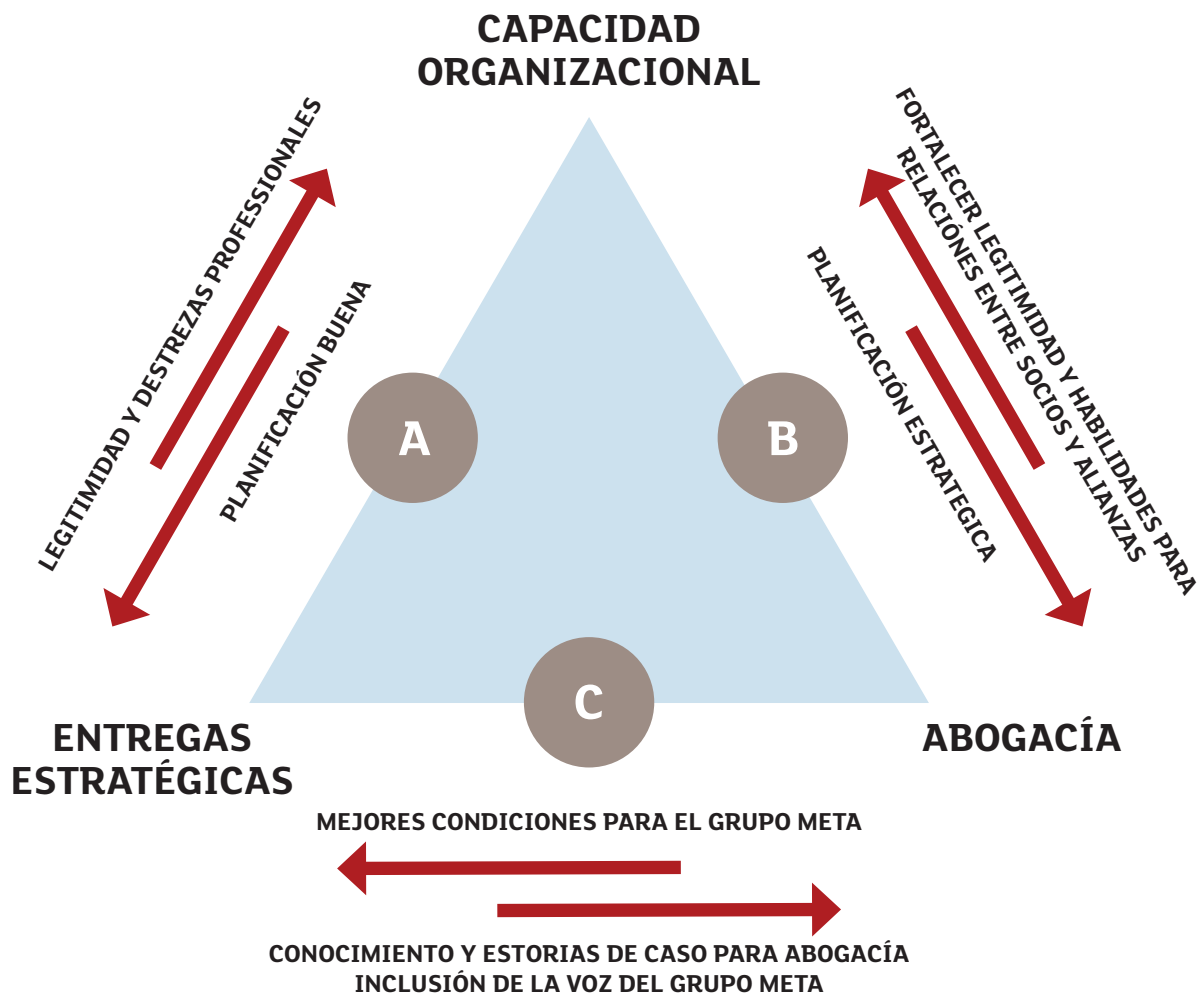 CAPACIDAD
ORGANIZACIONAL
LEGITIMIDAD Y DESTREZAS PROFESSIONALES
PLANIFICACIÓN BUENA
FORTALECER LEGITIMIDAD Y HABILIDADES PARA
RELACIÓNES ENTRE SOCIOS Y ALIANZAS
PLANIFICACIÓN ESTRATEGICA
A
B
C
ENTREGAS
ESTRATÉGICAS
ABOGACÍA
MEJORES CONDICIONES PARA EL GRUPO META
CONOCIMIENTO Y ESTORIAS DE CASO PARA ABOGACÍA
INCLUSIÓN DE LA VOZ DEL GRUPO META